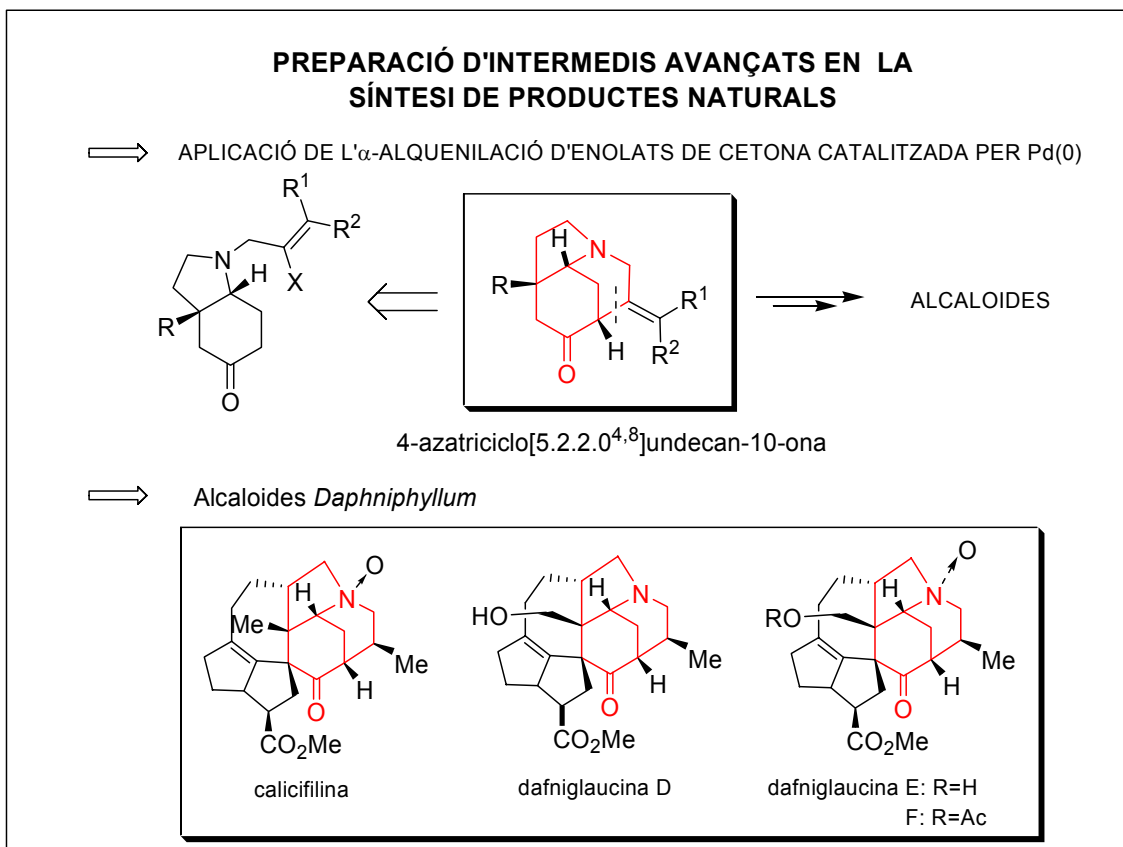 PREPARACIÓ D'INTERMEDIS AVANÇATS EN LA
SÍNTESI DE PRODUCTES NATURALS
APLICACIÓ DE L'α-ALQUENILACIÓ D'ENOLATS DE CETONA CATALITZADA PER Pd(0)
R¹
R²
N
H
X
R
O
H
N
R
R¹
R²
H
O
ALCALOIDES
4-azatriciclo[5.2.2.0⁴,⁸]undecan-10-ona
Alcaloides Daphniphyllum
O
H
N
Me
Me
H
O
CO₂Me
calicifilina
H
N
HO
Me
H
O
CO₂Me
dafniglaucina D
O
H
N
RO
Me
H
O
CO₂Me
dafniglaucina E: R=H
F: R=Ac